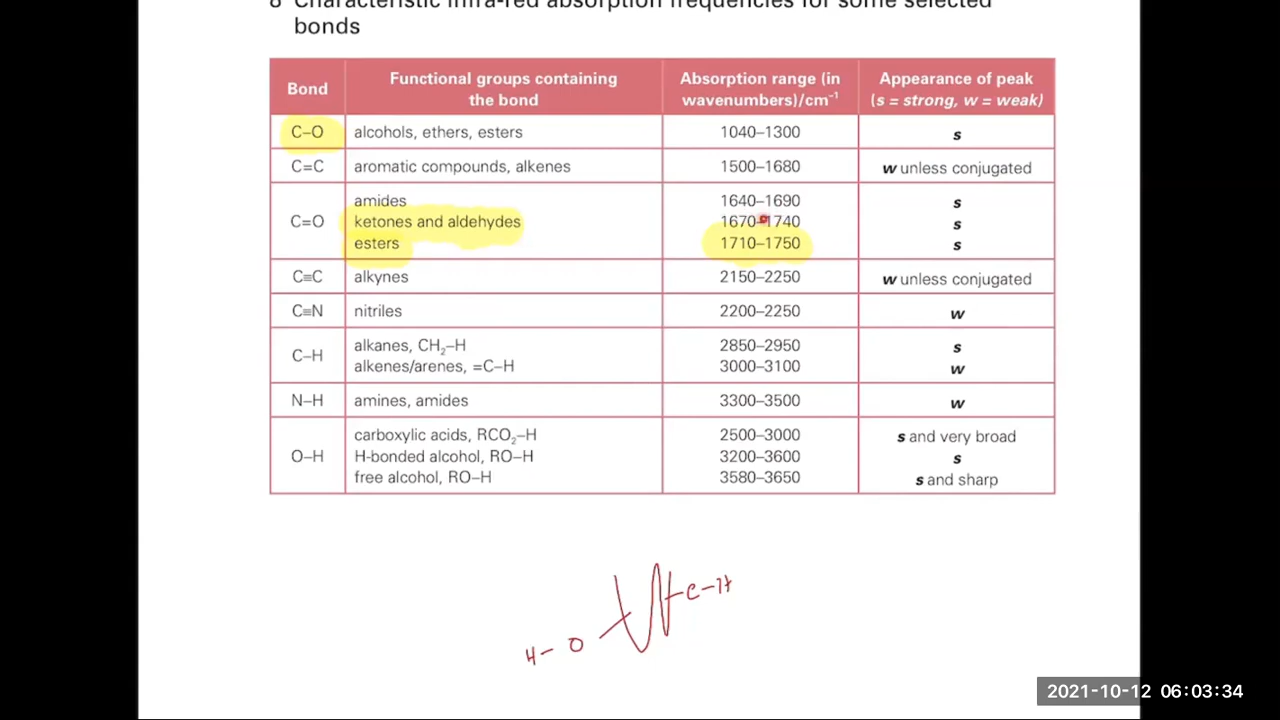 8 Characteristic infra-red absorption frequencies for some selected
bonds
Bond Functional groups containing the bond Absorption range (in wavenumbers)/cm⁻¹ Appearance of peak (s = strong, w = weak)
C–O alcohols, ethers, esters 1040–1300 s
C=C aromatic compounds, alkenes 1500–1680 w unless conjugated
C=O amides 1640–1690 s
ketones and aldehydes 1670–1740 s
esters 1710–1750 s
C≡C alkynes 2150–2250 w unless conjugated
C≡N nitriles 2200–2250 w
C–H alkanes, CH₂–H 2850–2950 s
alkenes/arenes, =C–H 3000–3100 w
N–H amines, amides 3300–3500 w
O–H carboxylic acids, RCO₂–H 2500–3000 s and very broad
H-bonded alcohol, RO–H 3200–3600 s
free alcohol, RO–H 3580–3650 s and sharp
C–H
H– O
2021-10-12 06:03:34